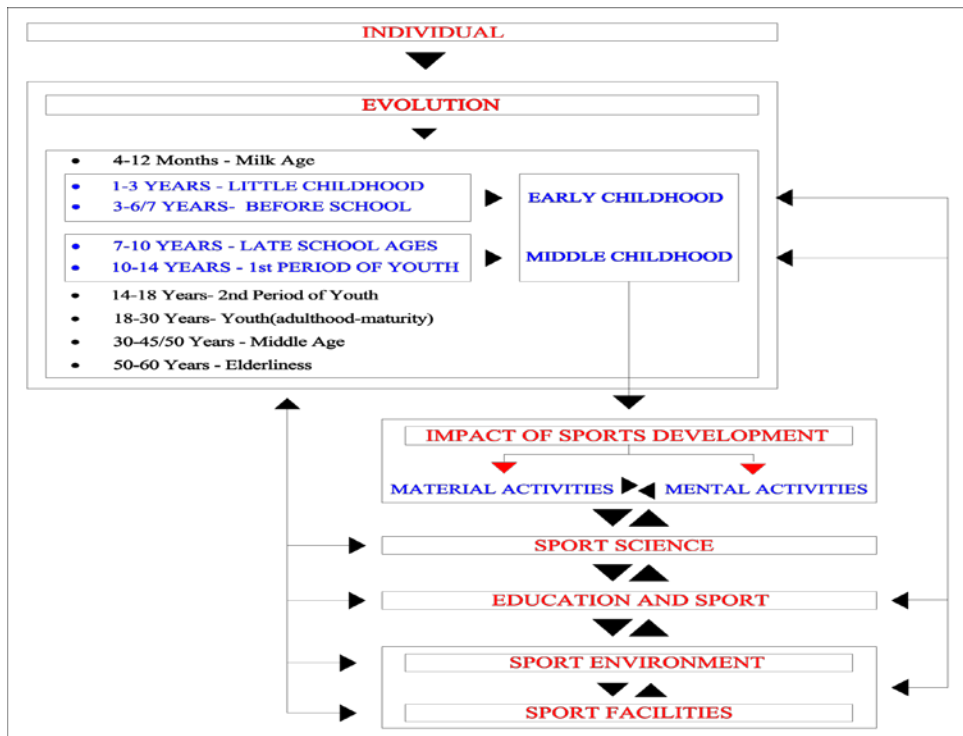 INDIVIDUAL
EVOLUTION
• 4-12 Months - Milk Age
• 1-3 YEARS - LITTLE CHILDHOOD
• 3-6/7 YEARS- BEFORE SCHOOL
EARLY CHILDHOOD
• 7-10 YEARS - LATE SCHOOL AGES
• 10-14 YEARS - 1st PERIOD OF YOUTH
MIDDLE CHILDHOOD
• 14-18 Years- 2nd Period of Youth
• 18-30 Years- Youth(adulthood-maturity)
• 30-45/50 Years - Middle Age
• 50-60 Years - Elderliness
IMPACT OF SPORTS DEVELOPMENT
MATERIAL ACTIVITIES
MENTAL ACTIVITIES
SPORT SCIENCE
EDUCATION AND SPORT
SPORT ENVIRONMENT
SPORT FACILITIES